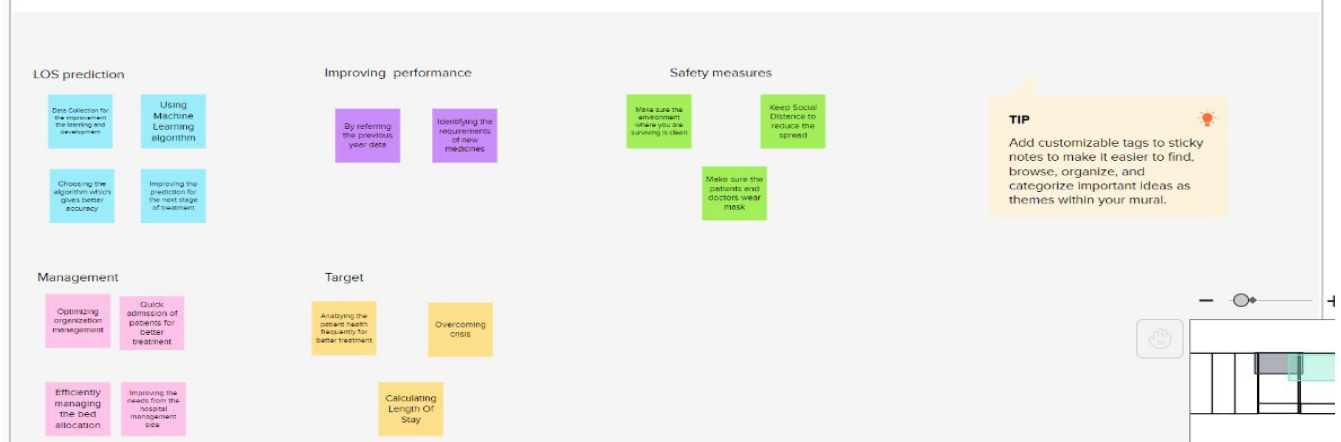 LOS prediction
Data Collection for
the improvement
the learning and
development
Using
Machine
Learning
algorithm
Choosing the
algorithm which
gives better
accuracy
Improving the
prediction for
the next stage
of treatment
Improving performance
By referring
the previous
year data
Identifying the
requirements
of new
medicines
Safety measures
Make sure the
environment
where you are
surviving is clean
Keep Social
Distance to
reduce the
spread
Make sure the
patients and
doctors wear
mask
TIP
Add customizable tags to sticky
notes to make it easier to find,
browse, organize, and
categorize important ideas as
themes within your mural.
Management
Optimizing
organization
management
Quick
admission of
patients for
better
treatment
Efficiently
managing
the bed
allocation
Improving the
needs from the
hospital
management
side
Target
Analyzing the
patient health
frequently for
better treatment
Overcoming
crisis
Calculating
Length Of
Stay